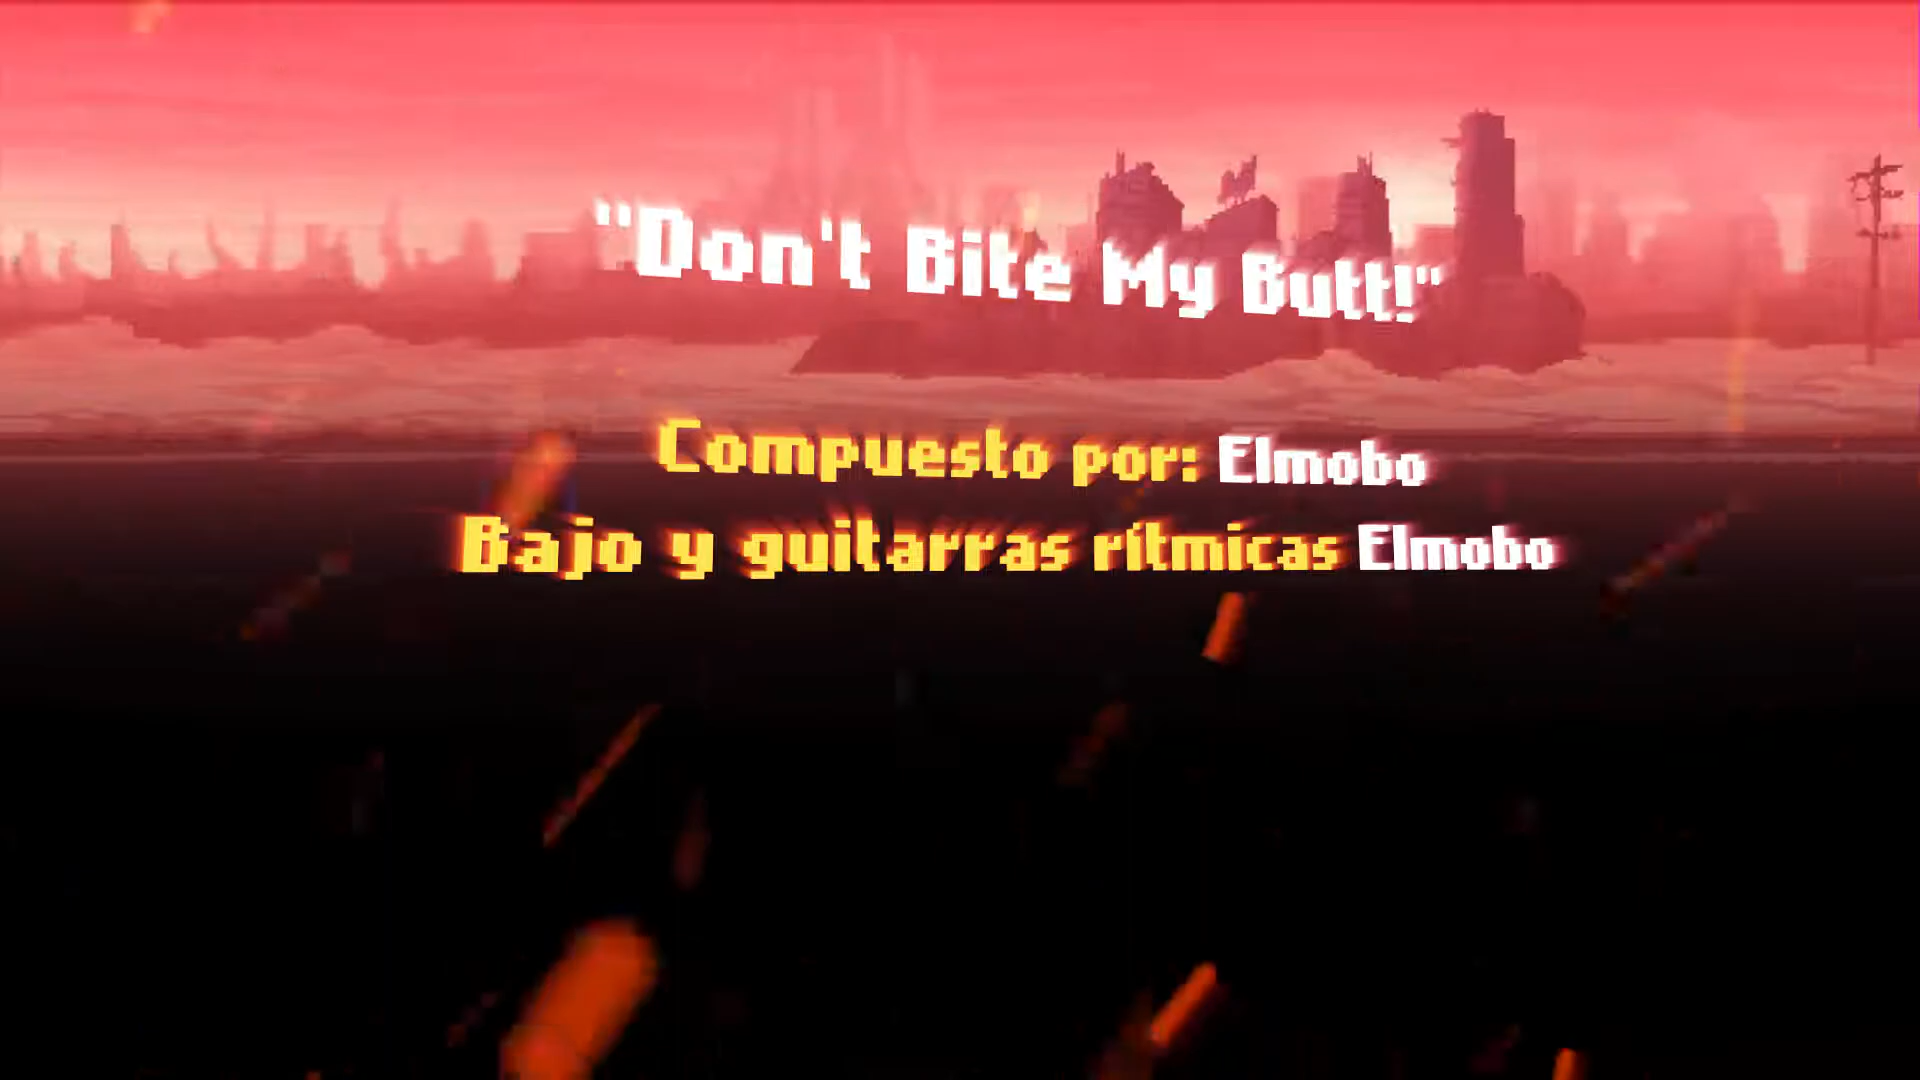 "Don't Bite My Butt!"
Compuesto por: Elmobo
Bajo y guitarras rítmicas Elmobo